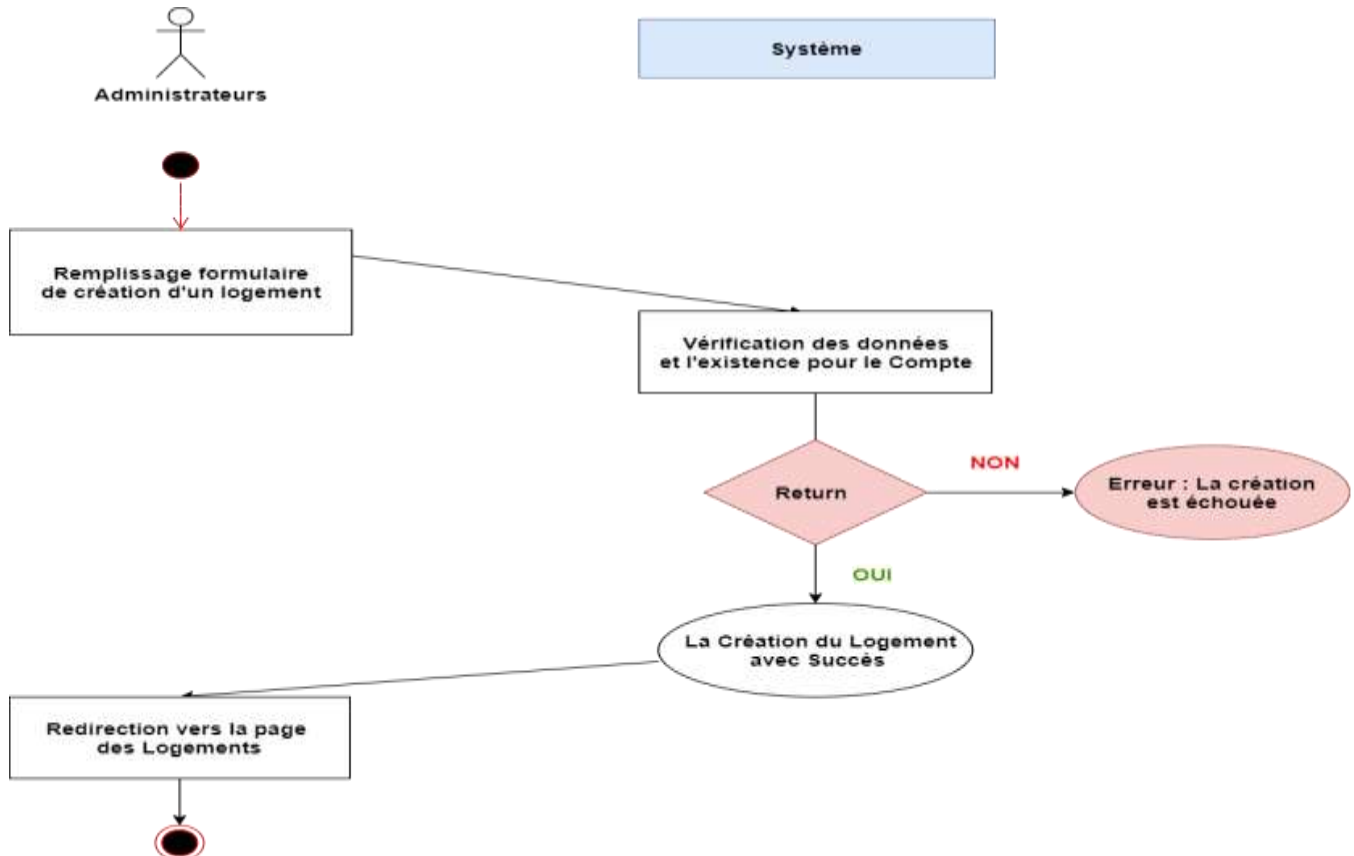 Système
Administrateurs
Remplissage formulaire
de création d'un logement
Vérification des données
et l'existence pour le Compte
NON
Return
Erreur : La création
est échouée
OUI
La Création du Logement
avec Succès
Redirection vers la page
des Logements